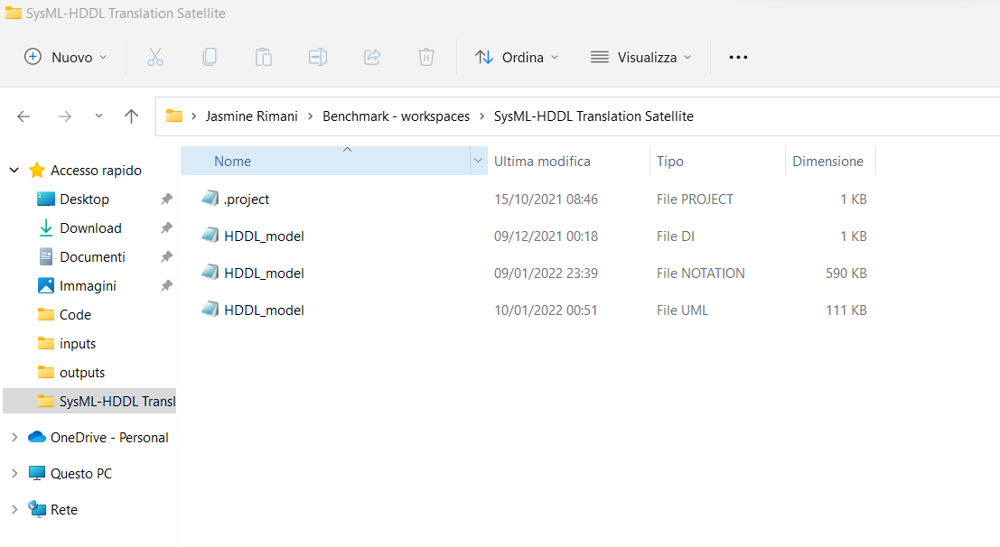 SysML-HDDL Translation Satellite
Nuovo Ordina Visualizza
Jasmine Rimani > Benchmark - workspaces > SysML-HDDL Translation Satellite
Accesso rapido
Desktop
Download
Documenti
Immagini
Code
inputs
outputs
SysML-HDDL Transl
OneDrive - Personal
Questo PC
Rete
Nome Ultima modifica Tipo Dimensione
.project 15/10/2021 08:46 File PROJECT 1 KB
HDDL_model 09/12/2021 00:18 File DI 1 KB
HDDL_model 09/01/2022 23:39 File NOTATION 590 KB
HDDL_model 10/01/2022 00:51 File UML 111 KB